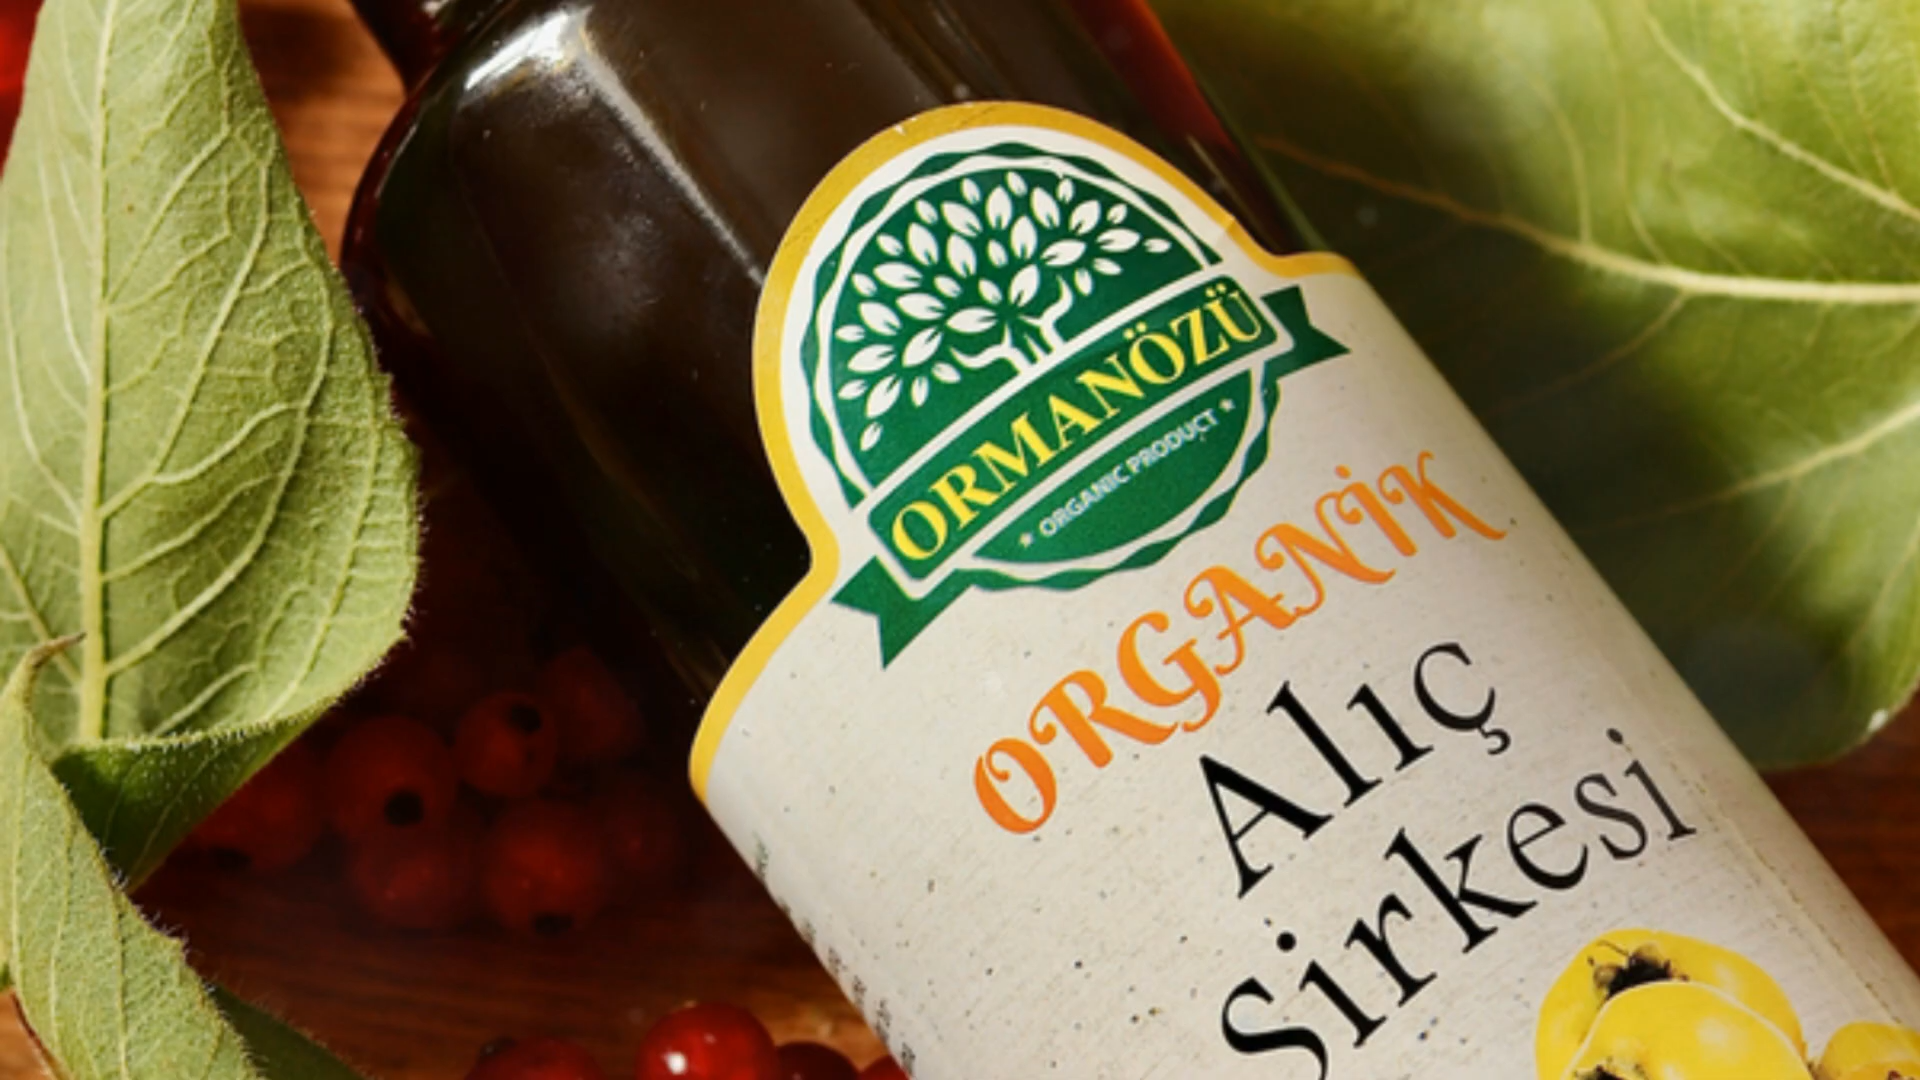 ORMANÖZÜ
* ORGANIC PRODUCT *
ORGANİK
Alıç
Sirkesi